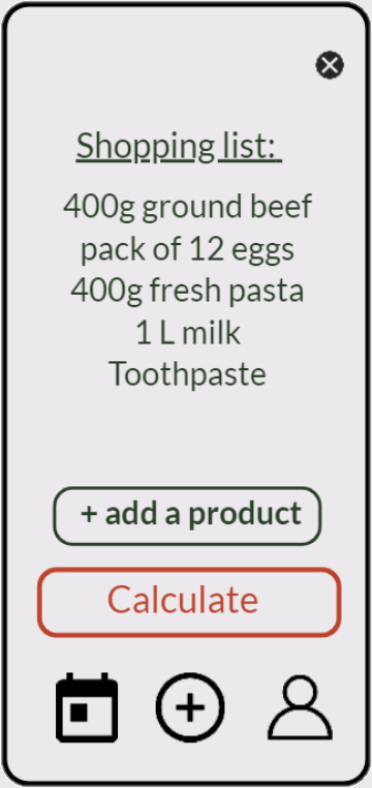 Shopping list:
400g ground beef
pack of 12 eggs
400g fresh pasta
1 L milk
Toothpaste
+ add a product
Calculate